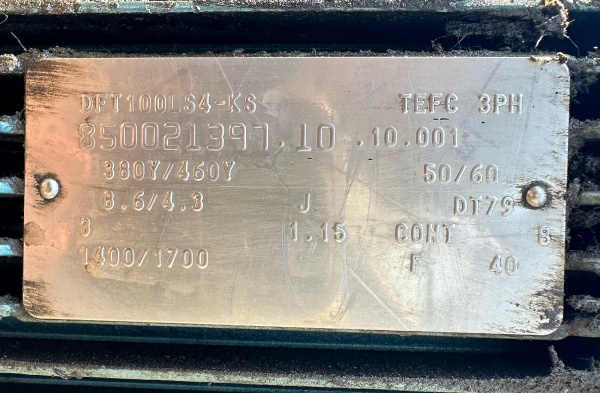 DFT100LS4-KS TEFC 3PH
850021397.10 .10.001
380Y/460Y 50/60
8.6/4.3 J DT79
3 1.15 CONT B
1400/1700 F 40